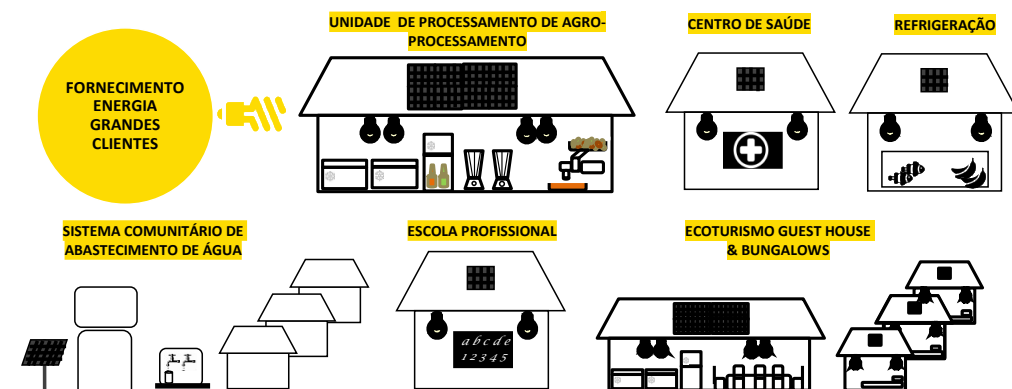 FORNECIMENTO
ENERGIA
GRANDES
CLIENTES
UNIDADE DE PROCESSAMENTO DE AGRO-
PROCESSAMENTO
CENTRO DE SAÚDE
REFRIGERAÇÃO
SISTEMA COMUNITÁRIO DE
ABASTECIMENTO DE ÁGUA
ESCOLA PROFISSIONAL
a b c d e
1 2 3 4 5
ECOTURISMO GUEST HOUSE
& BUNGALOWS